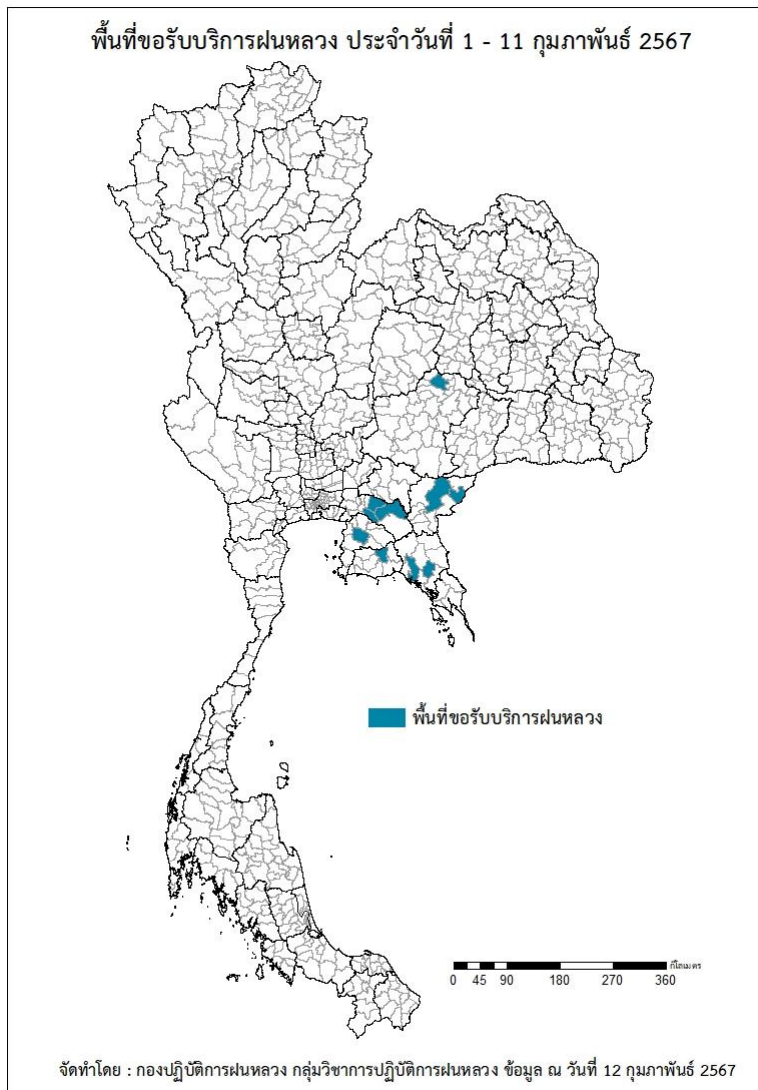 พื้นที่ขอรับบริการฝนหลวง ประจำวันที่ 1 - 11 กุมภาพันธ์ 2567
พื้นที่ขอรับบริการฝนหลวง
กิโลเมตร
0 45 90 180 270 360
จัดทำโดย : กองปฏิบัติการฝนหลวง กลุ่มวิชาการปฏิบัติการฝนหลวง ข้อมูล ณ วันที่ 12 กุมภาพันธ์ 2567